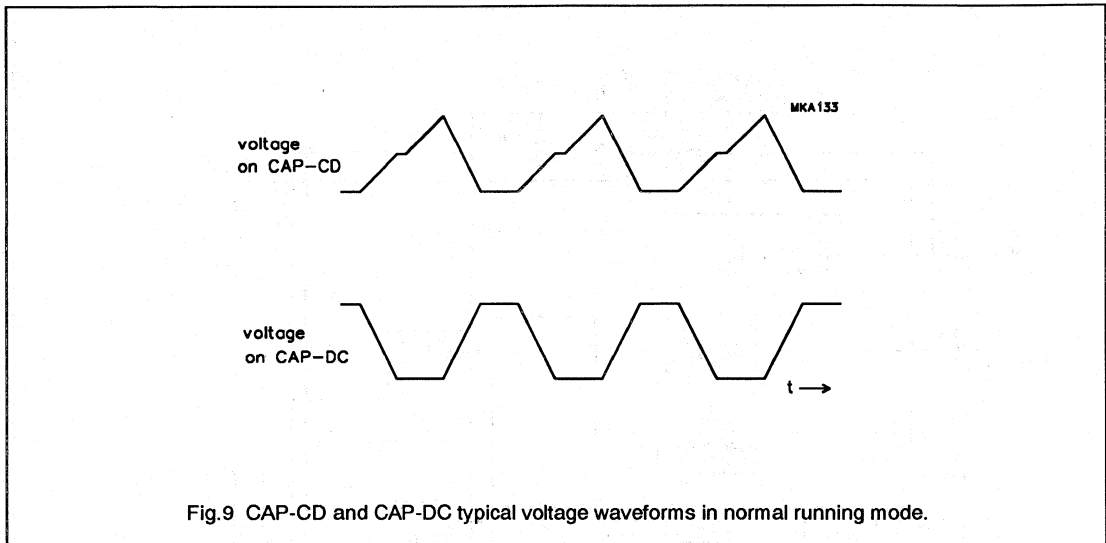 MKA133
voltage
on CAP-CD
voltage
on CAP-DC
t
Fig.9 CAP-CD and CAP-DC typical voltage waveforms in normal running mode.